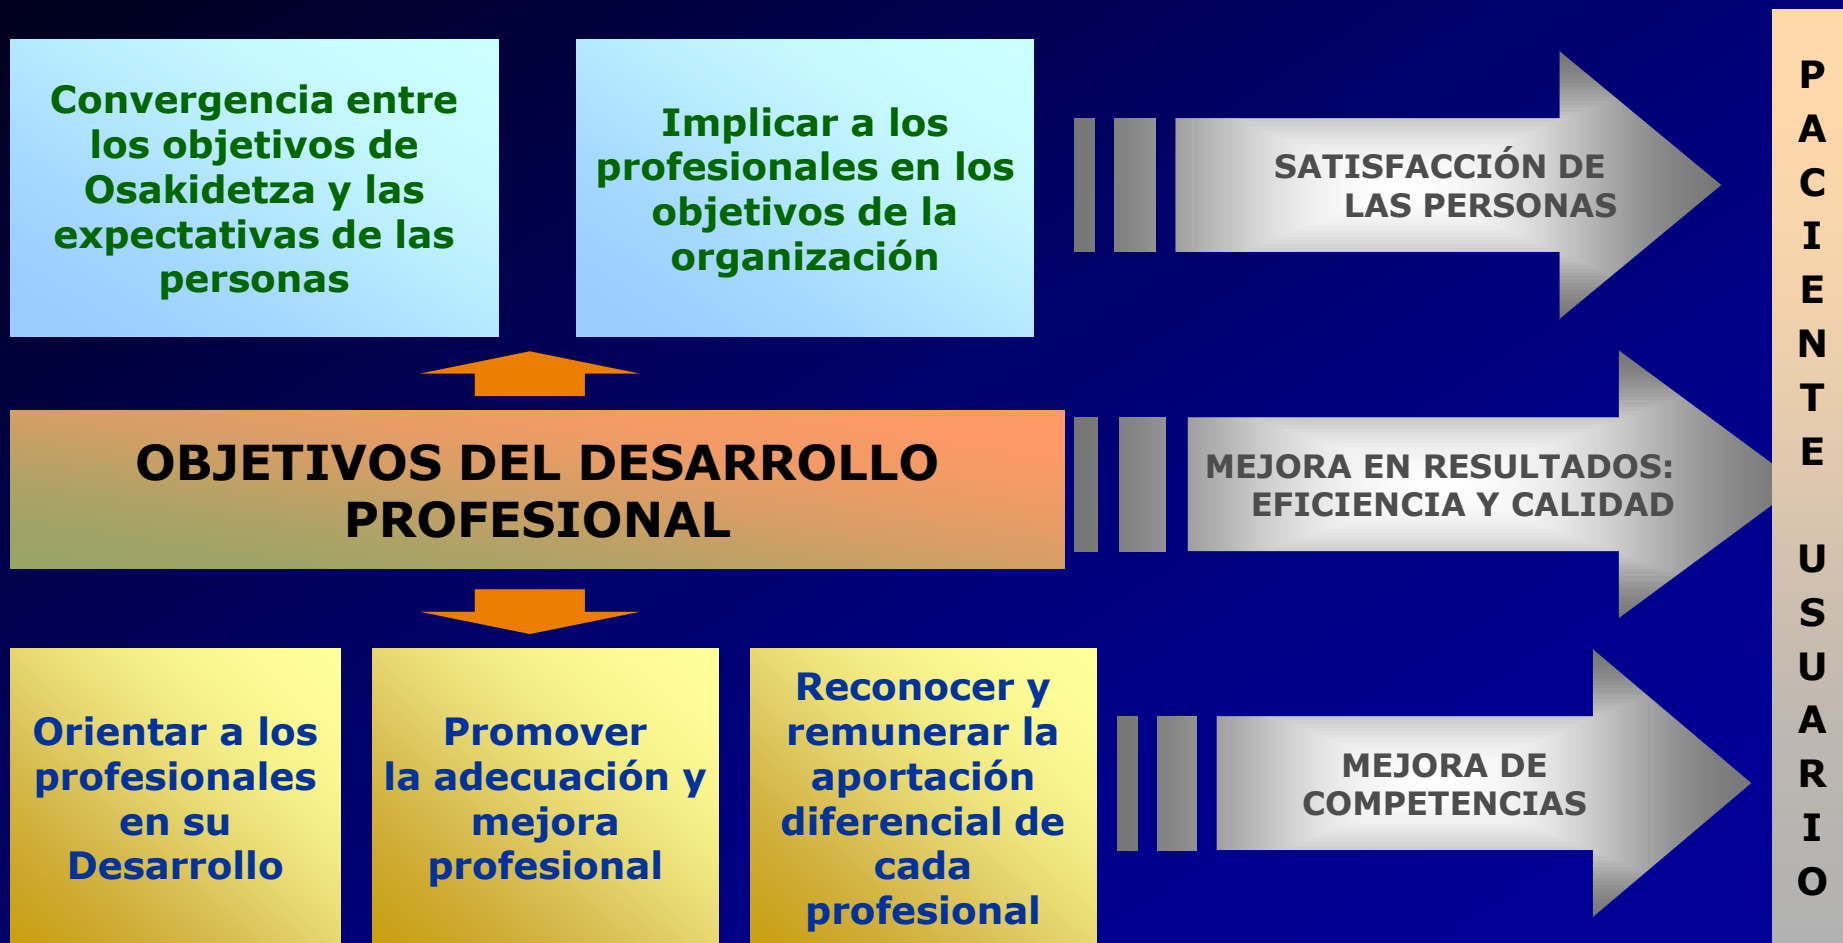 Convergencia entre
los objetivos de
Osakidetza y las
expectativas de las
personas
Implicar a los
profesionales en los
objetivos de la
organización
SATISFACCIÓN DE
LAS PERSONAS
OBJETIVOS DEL DESARROLLO
PROFESIONAL
MEJORA EN RESULTADOS:
EFICIENCIA Y CALIDAD
Orientar a los
profesionales
en su
Desarrollo
Promover
la adecuación y
mejora
profesional
Reconocer y
remunerar la
aportación
diferencial de
cada
profesional
MEJORA DE
COMPETENCIAS
P
A
C
I
E
N
T
E
U
S
U
A
R
I
O